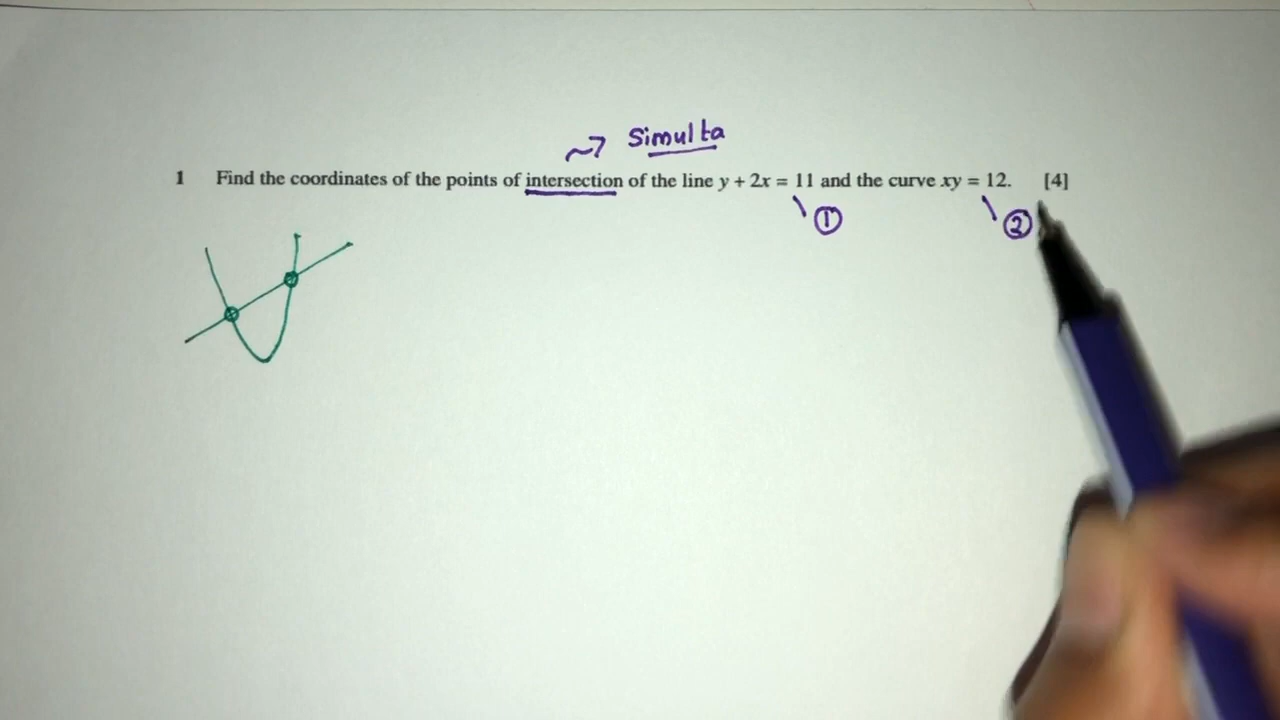 ~> Simulta
1 Find the coordinates of the points of intersection of the line y + 2x = 11 and the curve xy = 12. [4]
① ②